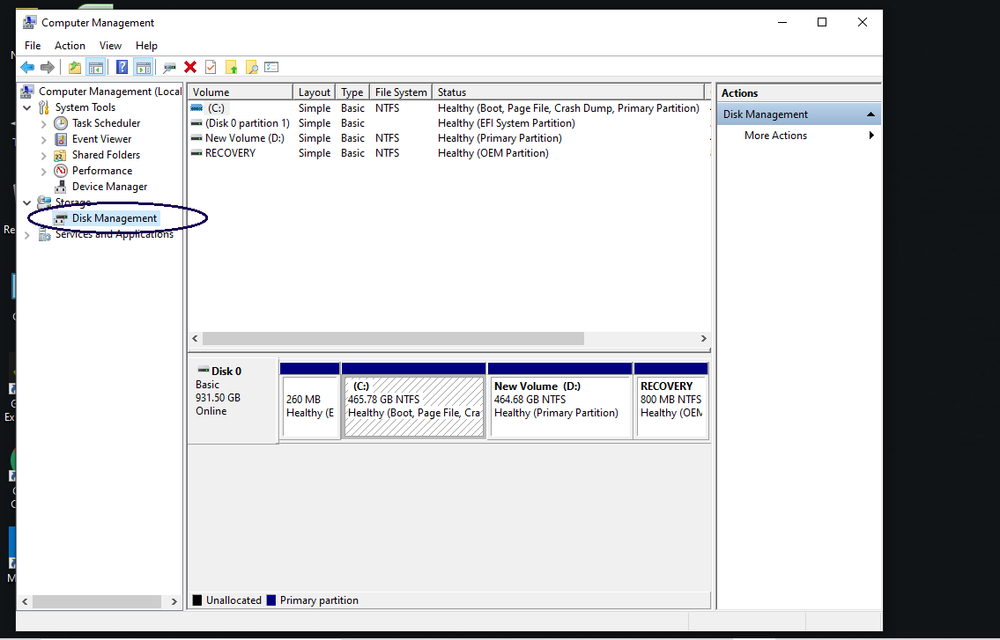 Computer Management
File Action View Help
Computer Management (Local
System Tools
Task Scheduler
Event Viewer
Shared Folders
Performance
Device Manager
Storage
Disk Management
Services and Applications
Volume Layout Type File System Status
(C:) Simple Basic NTFS Healthy (Boot, Page File, Crash Dump, Primary Partition)
(Disk 0 partition 1) Simple Basic Healthy (EFI System Partition)
New Volume (D:) Simple Basic NTFS Healthy (Primary Partition)
RECOVERY Simple Basic NTFS Healthy (OEM Partition)
Disk 0
Basic
931.50 GB
Online
260 MB
Healthy (E
(C:)
465.78 GB NTFS
Healthy (Boot, Page File, Cra
New Volume (D:)
464.68 GB NTFS
Healthy (Primary Partition)
RECOVERY
800 MB NTFS
Healthy (OEM
Unallocated Primary partition
Actions
Disk Management
More Actions
Re
Ex